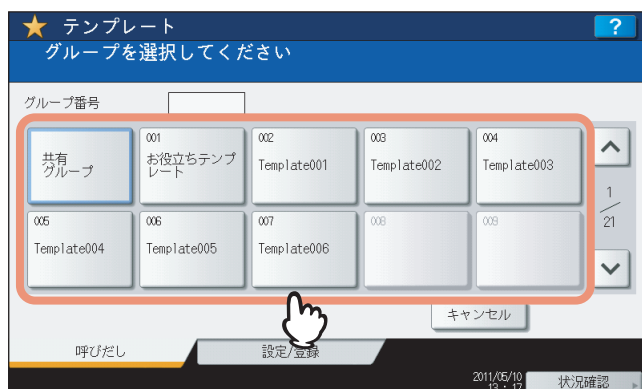 テンプレート
?
グループを選択してください
グループ番号
共有
グループ
001
お役立ちテンプ
レート
002
Template001
003
Template002
004
Template003
005
Template004
006
Template005
007
Template006
008
009
1
21
キャンセル
呼びだし
設定/登録
2011/05/10
13 : 17
状況確認